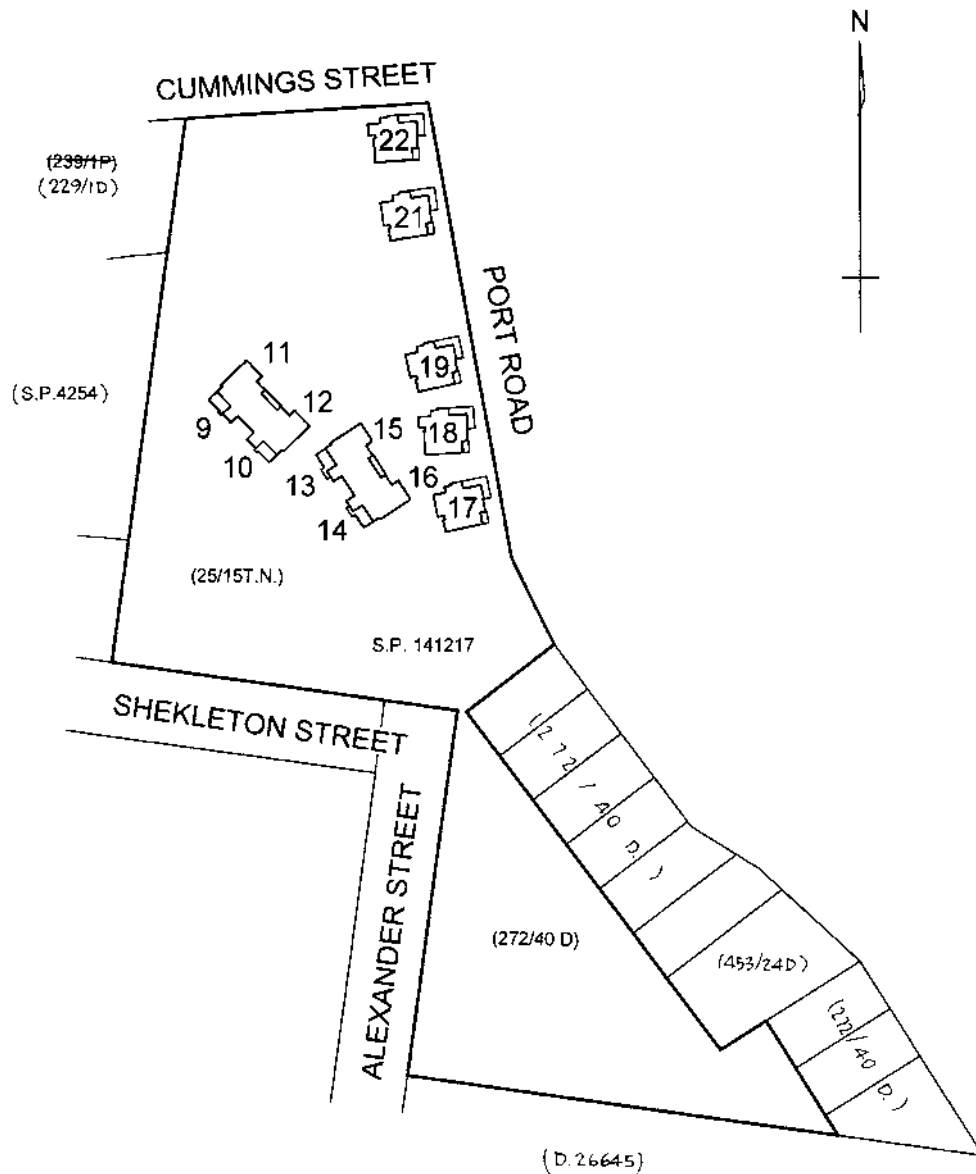 N
CUMMINGS STREET
22
(239/1P)
(229/1D)
21
PORT ROAD
19
11
(S.P.4254)
12
9
18
15
10
13
16
17
14
(25/15T.N.)
S.P. 141217
SHEKLETON STREET
(272/40 D.)
ALEXANDER STREET
(272/40 D)
(453/24D)
(272/40 D.)
(D.26645)